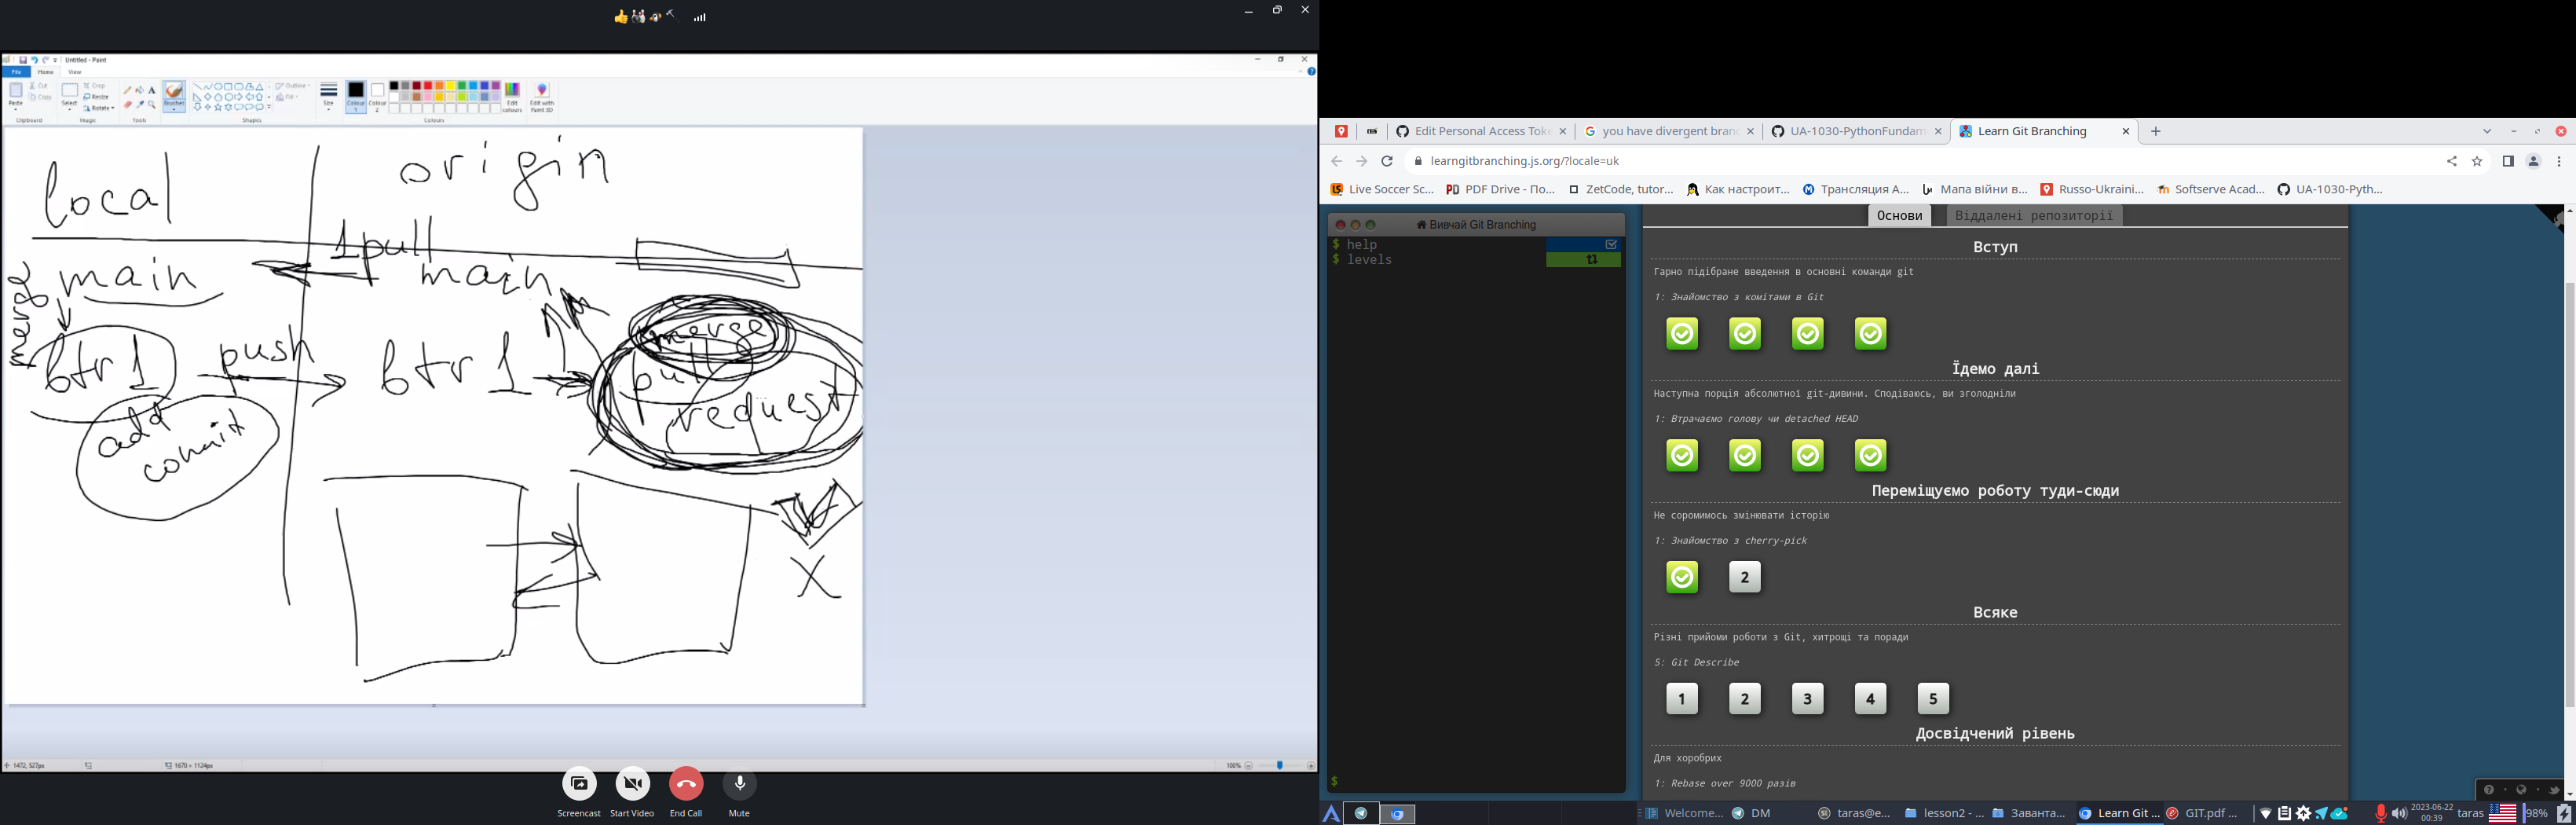 Untitled - Paint
File Home View
Paste
Cut
Copy
Clipboard
Select
Crop
Resize
Rotate
Image
Tools
Brushes
Outline
Fill
Shapes
Size
Colour 1
Colour 2
Edit colours
Edit with Paint 3D
Colours
local
origin
1 pull
main
main
merge
btr 1
push
btr 1
merge
pull
request
add
commit
X
1472, 527px
1670 × 1124px
100%
Screencast
Start Video
End Call
Mute
Edit Personal Access Toke
you have divergent bran
UA-1030-PythonFundam
Learn Git Branching
learngitbranching.js.org/?locale=uk
Live Soccer Sc...
PDF Drive - По...
ZetCode, tutor...
Как настроит...
Трансляция А...
Мапа війни в...
Russo-Ukraini...
Softserve Acad...
UA-1030-Pyth...
Вивчай Git Branching
$ help
$ levels
$
Основи
Віддалені репозиторії
Вступ
Гарно підібране введення в основні команди git
1: Знайомство з комітами в Git
Їдемо далі
Наступна порція абсолютної git-дивини. Сподіваюсь, ви зголодніли
1: Втрачаємо голову чи detached HEAD
Переміщуємо роботу туди-сюди
Не соромимось змінювати історію
1: Знайомство з cherry-pick
2
Всяке
Різні прийоми роботи з Git, хитрощі та поради
5: Git Describe
1 2 3 4 5
Досвідчений рівень
Для хоробрих
1: Rebase over 9000 разів
Welcome...
DM
taras@e...
lesson2 - ...
Заванта...
Learn Git ...
GIT.pdf ...
2023-06-22
00:39
taras
98%